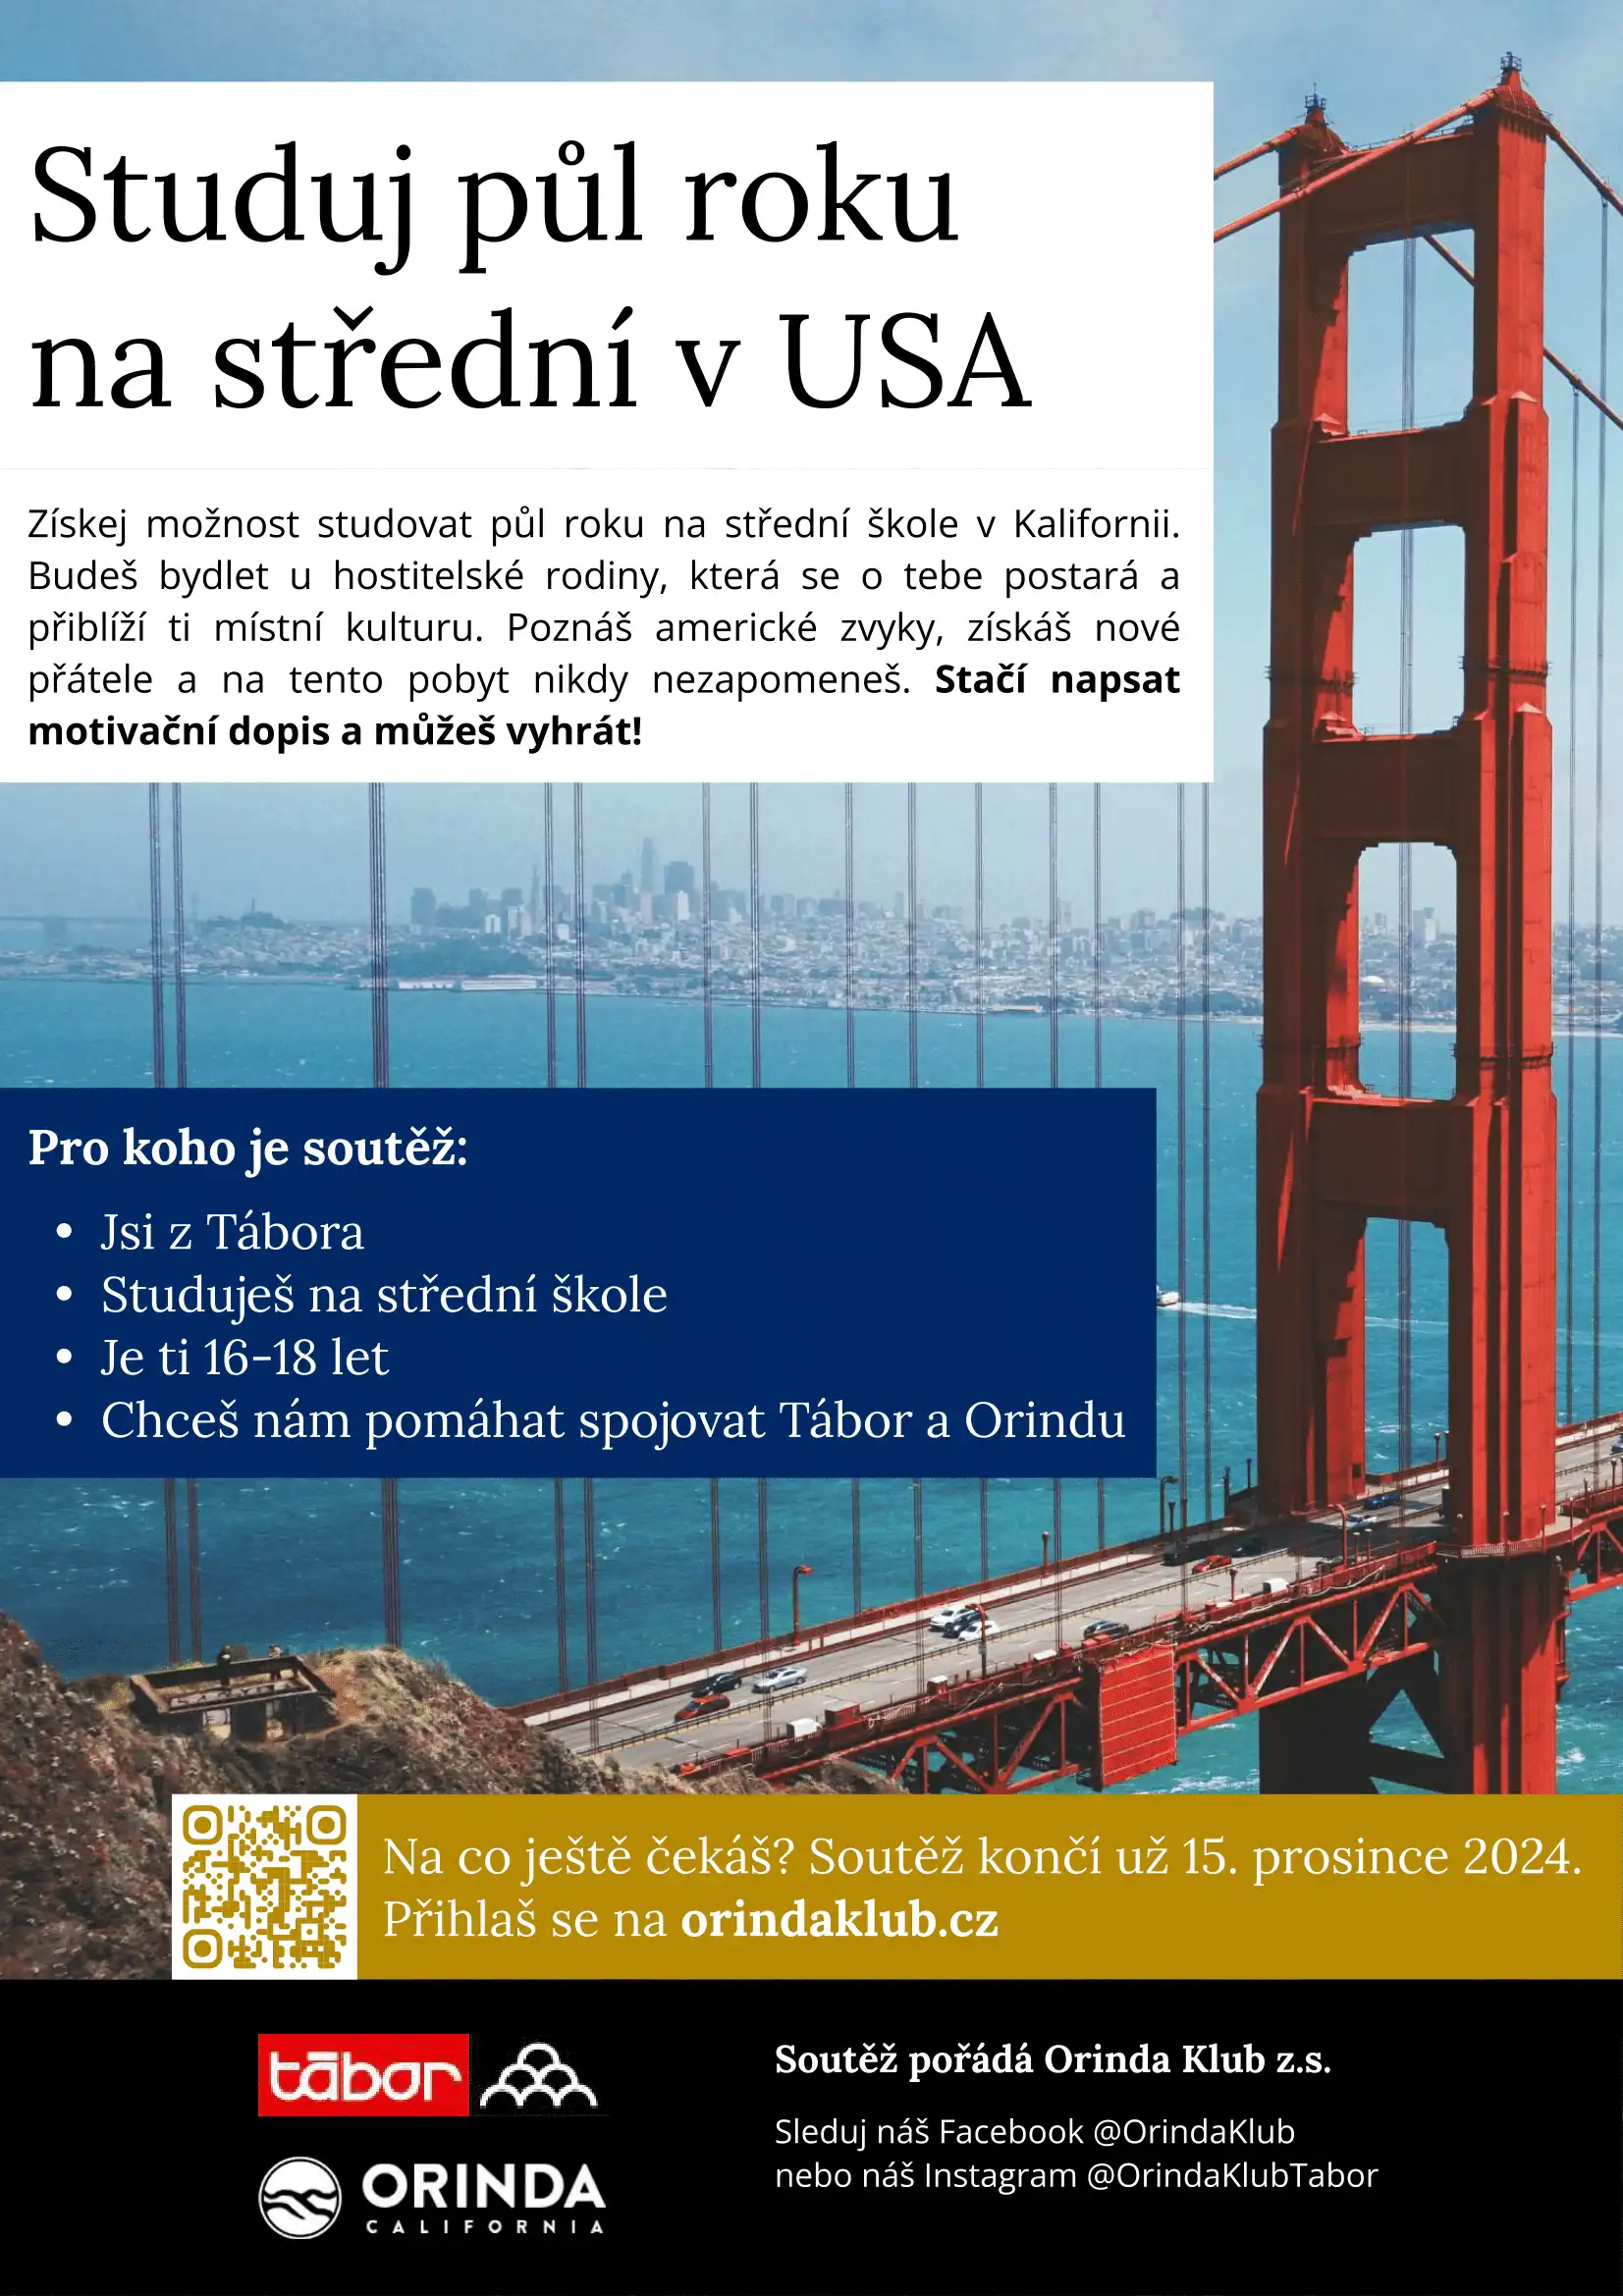 Studuj půl roku
na střední v USA
Získej možnost studovat půl roku na střední škole v Kalifornii.
Budeš bydlet u hostitelské rodiny, která se o tebe postará a
přiblíží ti místní kulturu. Poznáš americké zvyky, získáš nové
přátele a na tento pobyt nikdy nezapomeneš. Stačí napsat
motivační dopis a můžeš vyhrát!
Pro koho je soutěž:
• Jsi z Tábora
• Studuješ na střední škole
• Je ti 16-18 let
• Chceš nám pomáhat spojovat Tábor a Orindu
Na co ještě čekáš? Soutěž končí už 15. prosince 2024.
Přihlaš se na orindaklub.cz
tábor
ORINDA
CALIFORNIA
Soutěž pořádá Orinda Klub z.s.
Sleduj náš Facebook @OrindaKlub
nebo náš Instagram @OrindaKlubTabor